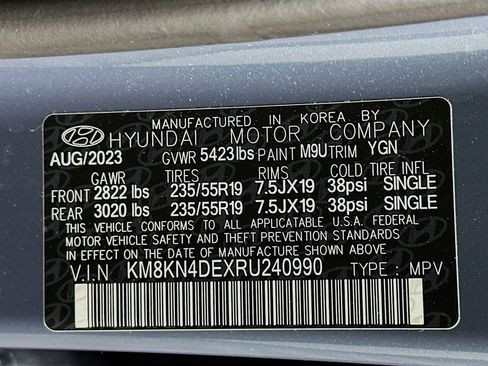 MANUFACTURED IN KOREA BY
HYUNDAI MOTOR COMPANY
AUG/2023 GVWR 5423lbs PAINT M9U TRIM YGN
GAWR TIRES RIMS COLD TIRE INFL
FRONT 2822 lbs 235/55R19 7.5JX19 38psi SINGLE
REAR 3020 lbs 235/55R19 7.5JX19 38psi SINGLE
THIS VEHICLE CONFORMS TO ALL APPLICABLE U.S.A. FEDERAL
MOTOR VEHICLE SAFETY AND THEFT PREVENTION STANDARDS
IN EFFECT ON THE DATE OF MANUFACTURE SHOWN ABOVE.
V.I.N KM8KN4DEXRU240990 TYPE : MPV